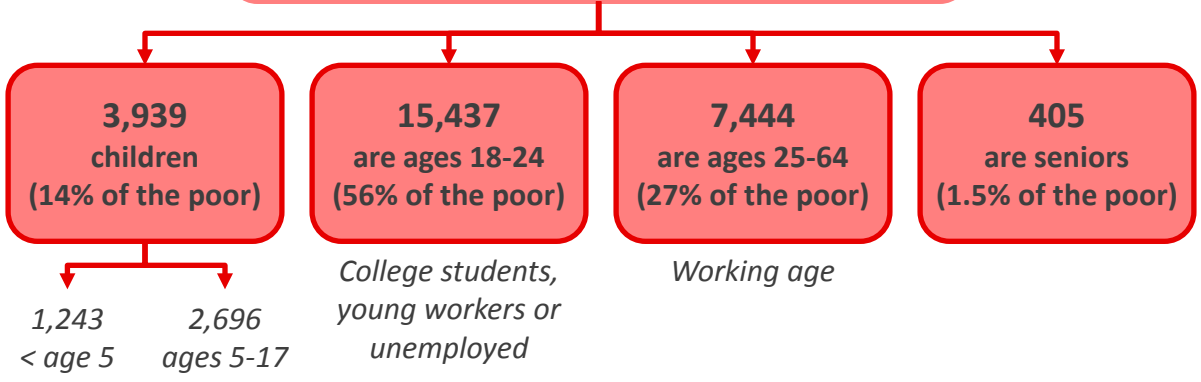 3,939
children
(14% of the poor)
15,437
are ages 18-24
(56% of the poor)
7,444
are ages 25-64
(27% of the poor)
405
are seniors
(1.5% of the poor)
1,243
< age 5
2,696
ages 5-17
College students,
young workers or
unemployed
Working age